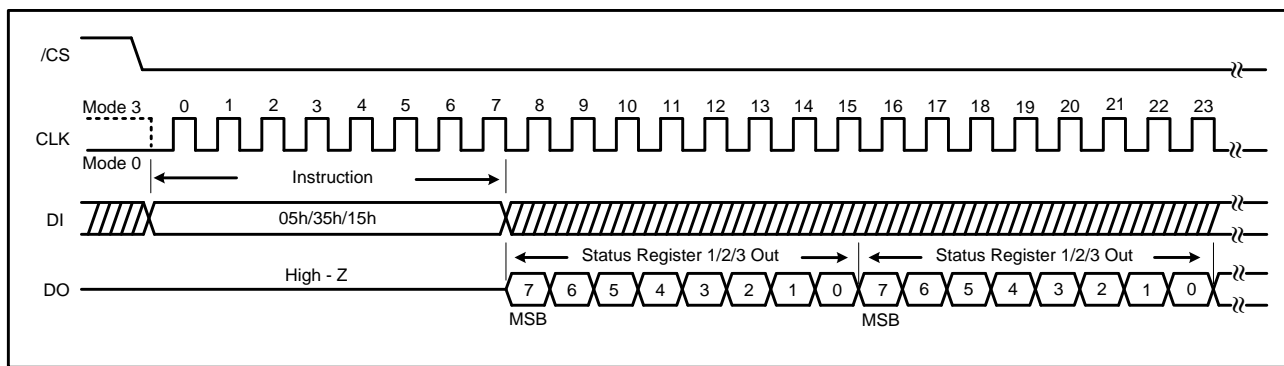 /CS
Mode 3 0 1 2 3 4 5 6 7 8 9 10 11 12 13 14 15 16 17 18 19 20 21 22 23
CLK
Mode 0
Instruction
DI 05h/35h/15h
Status Register 1/2/3 Out Status Register 1/2/3 Out
High - Z
DO 7 6 5 4 3 2 1 0 7 6 5 4 3 2 1 0
MSB MSB